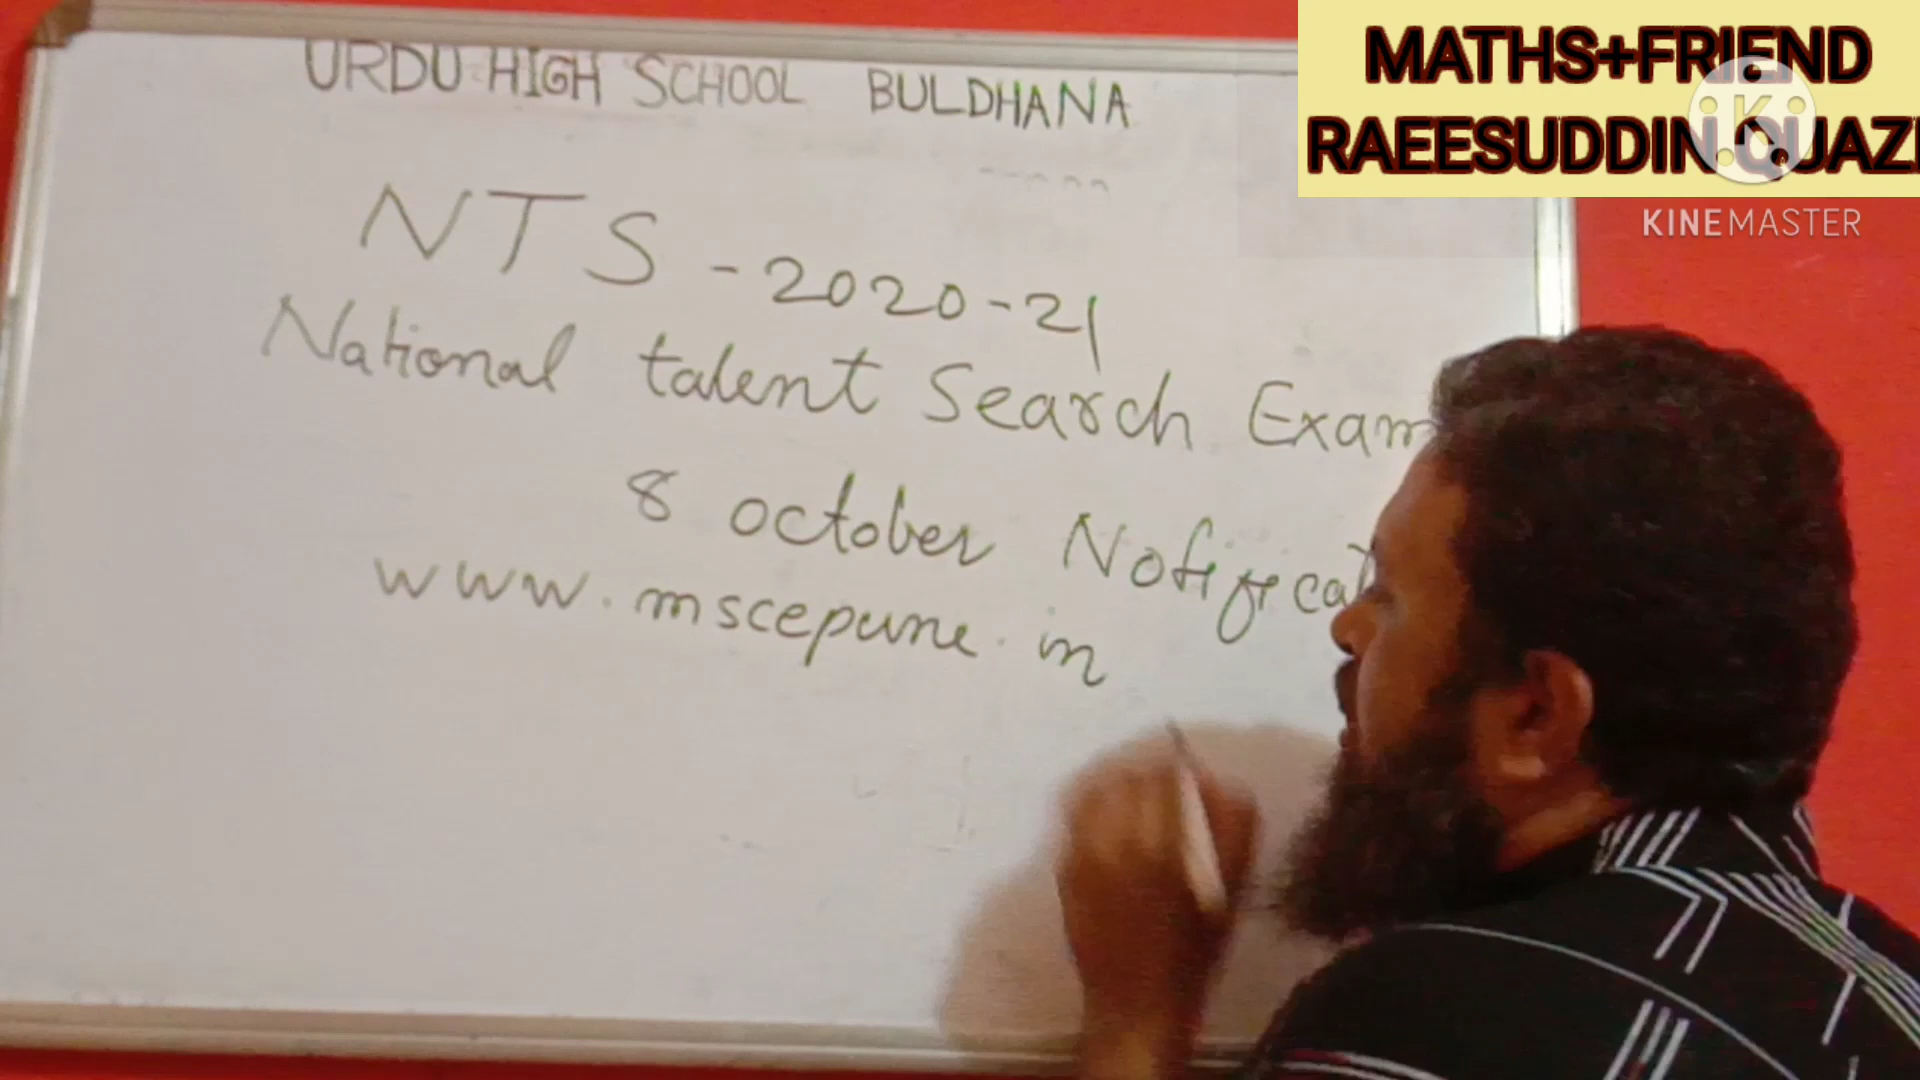 MATHS+FRIEND
RAEESUDDIN QUAZI
KINEMASTER
URDU HIGH SCHOOL BULDHANA
NTS - 2020-21
National talent Search Exam
8 october
www.mscepune.in